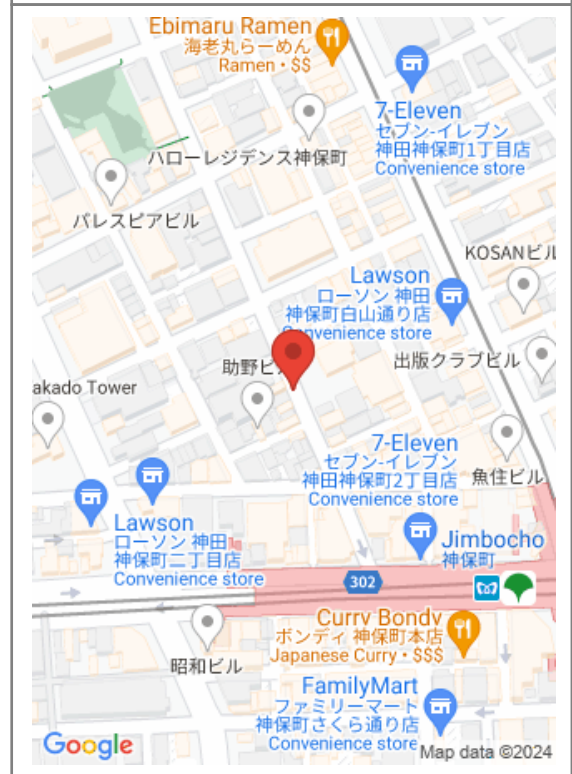 Ebimaru Ramen
海老丸らーめん
Ramen • $$
7-Eleven
セブン-イレブン
神田神保町1丁目店
Convenience store
ハローレジデンス神保町
パレスピアビル
KOSANビル
Lawson
ローソン 神田
神保町白山通り店
Convenience store
助野ビル
出版クラブビル
akado Tower
7-Eleven
セブン-イレブン
神田神保町2丁目店
Convenience store
魚住ビル
Lawson
ローソン 神田
神保町二丁目店
Convenience store
Jimbocho
神保町
302
Curry Bondy
ボンディ 神保町本店
Japanese Curry • $$$
昭和ビル
FamilyMart
ファミリーマート
神保町さくら通り店
Convenience store
Google
Map data ©2024